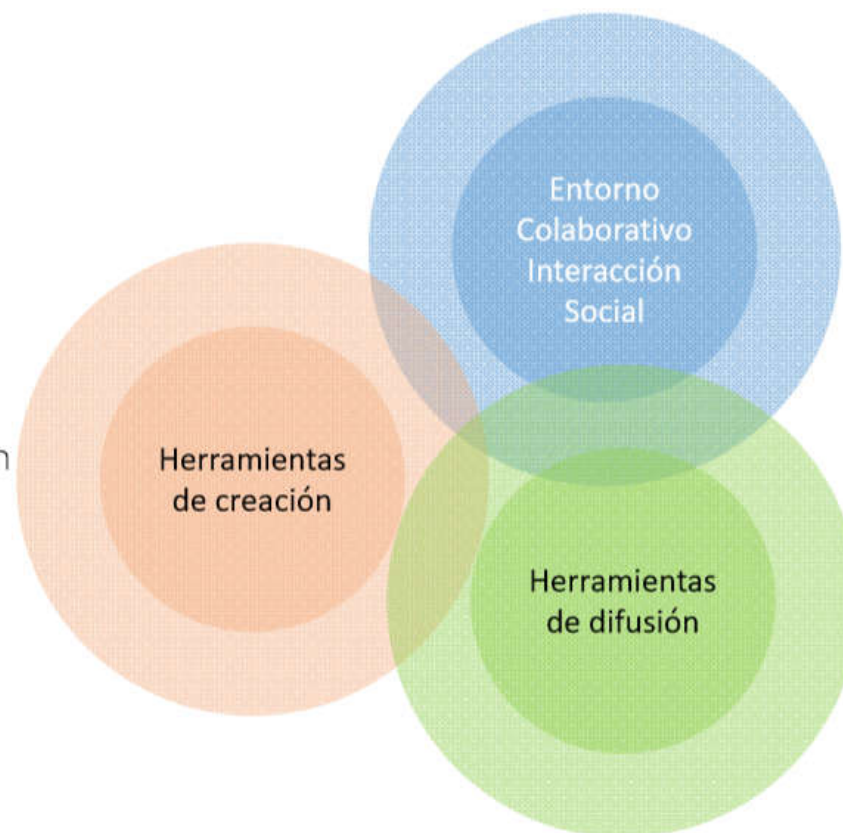 Entorno
Colaborativo
Interacción
Social
n
Herramientas
de creación
Herramientas
de difusión